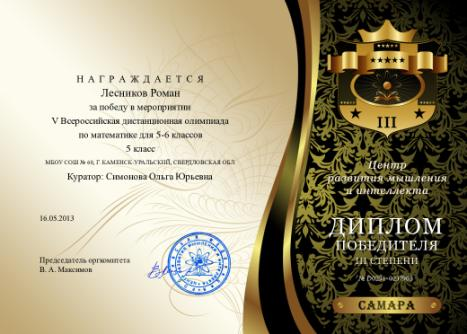 НАГРАЖДАЕТСЯ
Лесников Роман
за победу в мероприятии
V Всероссийская дистанционная олимпиада
по математике для 5-6 классов
5 класс
МБОУ СОШ № 60, Г. КАМЕНСК-УРАЛЬСКИЙ, СВЕРДЛОВСКАЯ ОБЛ
Куратор: Симонова Ольга Юрьевна
16.05.2013
Председатель оргкомитета
В. А. Максимов
III
Центр
развития мышления
и интеллекта
ДИПЛОМ
ПОБЕДИТЕЛЯ
III СТЕПЕНИ
САМАРА